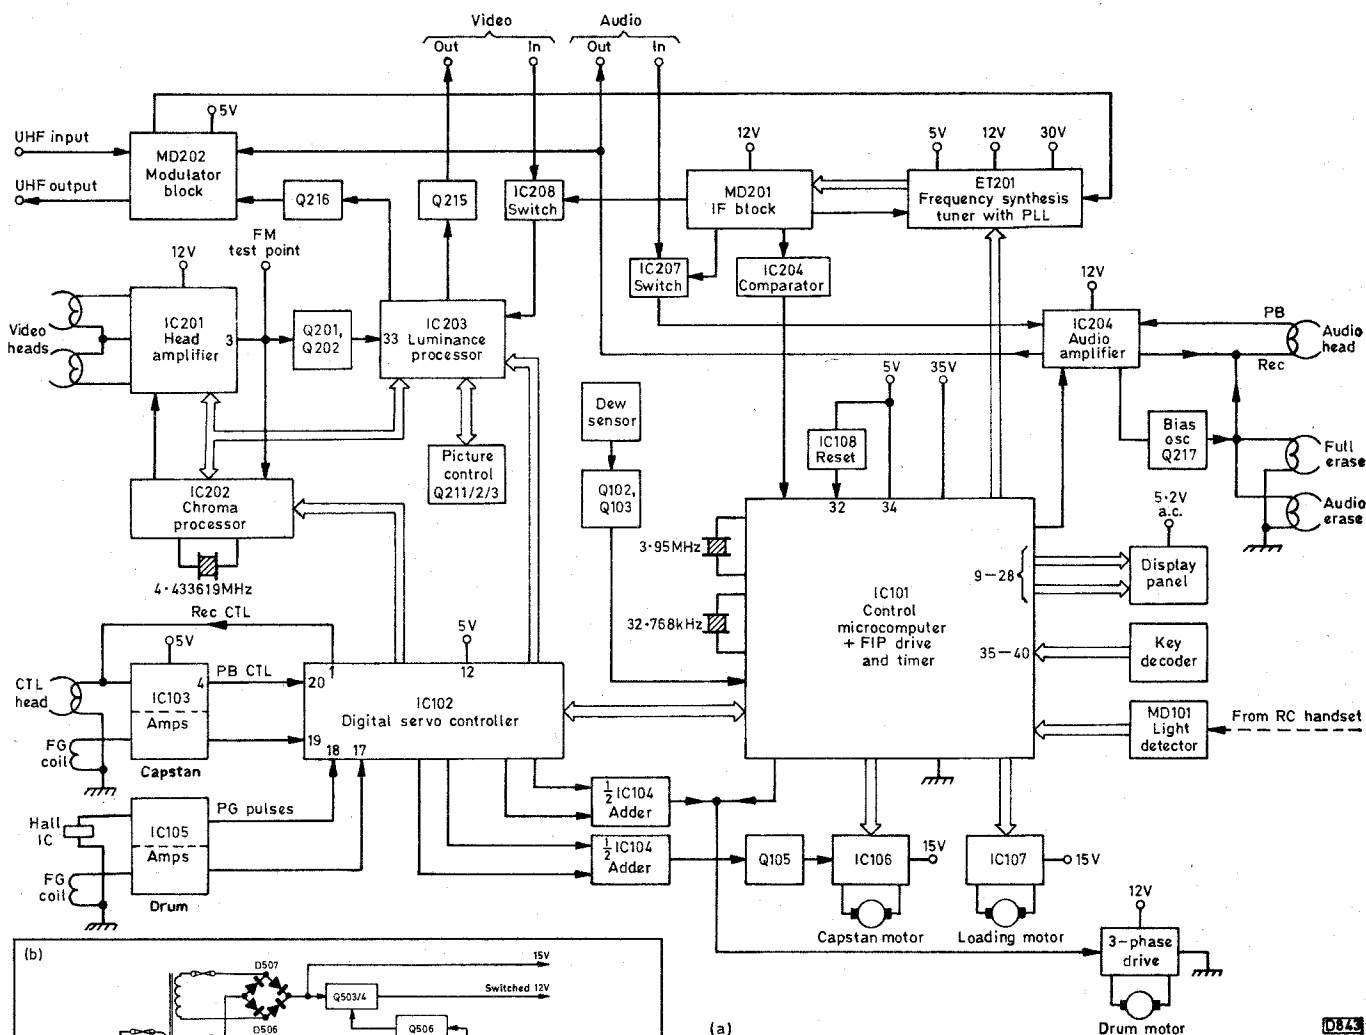 Video
Audio
Out
In
Out
In
5V
UHF input
MD202
Modulator
block
UHF output
Q216
Q215
IC208
Switch
12V
MD201
IF block
5V
12V
30V
ET201
Frequency synthesis
tuner with PLL
FM
test point
12V
IC207
Switch
IC204
Comparator
12V
Video
heads
IC201
Head
amplifier
3
Q201,
Q202
33
IC203
Luminance
processor
IC204
Audio
amplifier
PB
Rec
Audio
head
5V
35V
Dew
sensor
IC108
Reset
Bias
osc
Q217
Full
erase
Picture
control
Q211/2/3
IC202
Chroma
processor
Q102,
Q103
32
34
5·2V
a.c.
Audio
erase
4·433619MHz
3·95MHz
32·768kHz
9—28
Display
panel
IC101
Control
microcomputer
+ FIP drive
and timer
35—40
Key
decoder
Rec CTL
5V
5V
CTL
head
IC103
Amps
4
PB CTL
1
12
20
IC102
Digital servo controller
19
18
17
MD101
Light
detector
From RC handset
FG
coil
Capstan
Hall
IC
IC105
Amps
PG pulses
FG
coil
Drum
½ IC104
Adder
½ IC104
Adder
Q105
IC106
15V
IC107
15V
Capstan motor
Loading motor
12V
3-phase
drive
Drum motor
(b)
D507
15V
Q503/4
Switched 12V
D506
Q506
(a)
D842